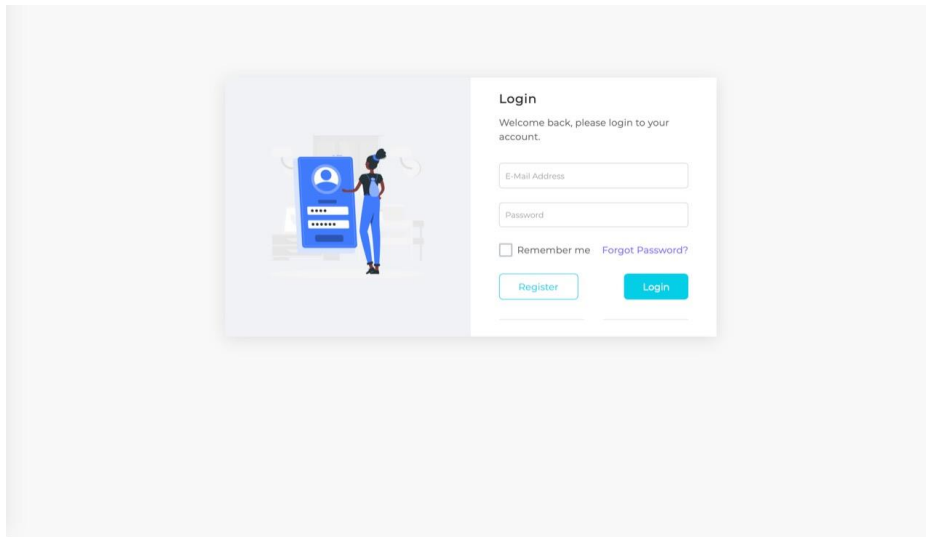 Login
Welcome back, please login to your
account.
E-Mail Address
Password
Remember me Forgot Password?
Register Login